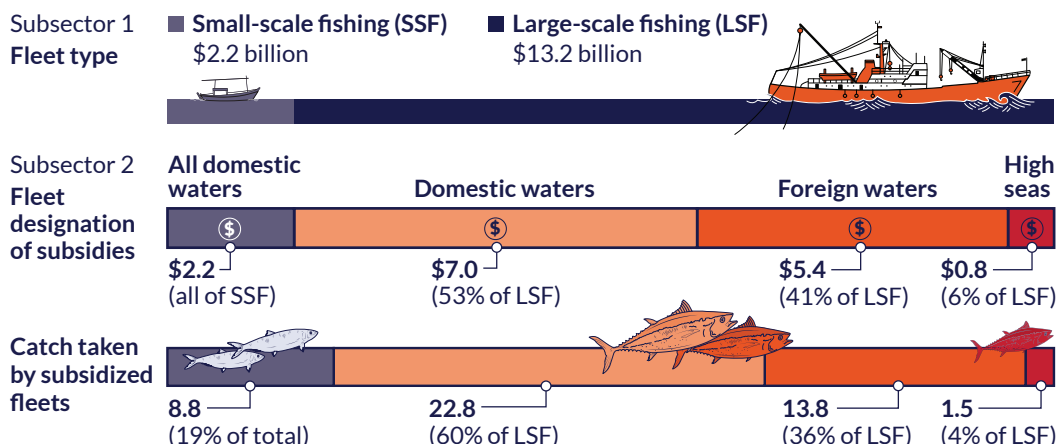 Subsector 1
Fleet type
Small-scale fishing (SSF)
$2.2 billion
Large-scale fishing (LSF)
$13.2 billion
Subsector 2
Fleet
designation
of subsidies
All domestic
waters
Domestic waters
Foreign waters
High
seas
$
$
$
$
$2.2
(all of SSF)
$7.0
(53% of LSF)
$5.4
(41% of LSF)
$0.8
(6% of LSF)
Catch taken
by subsidized
fleets
8.8
(19% of total)
22.8
(60% of LSF)
13.8
(36% of LSF)
1.5
(4% of LSF)